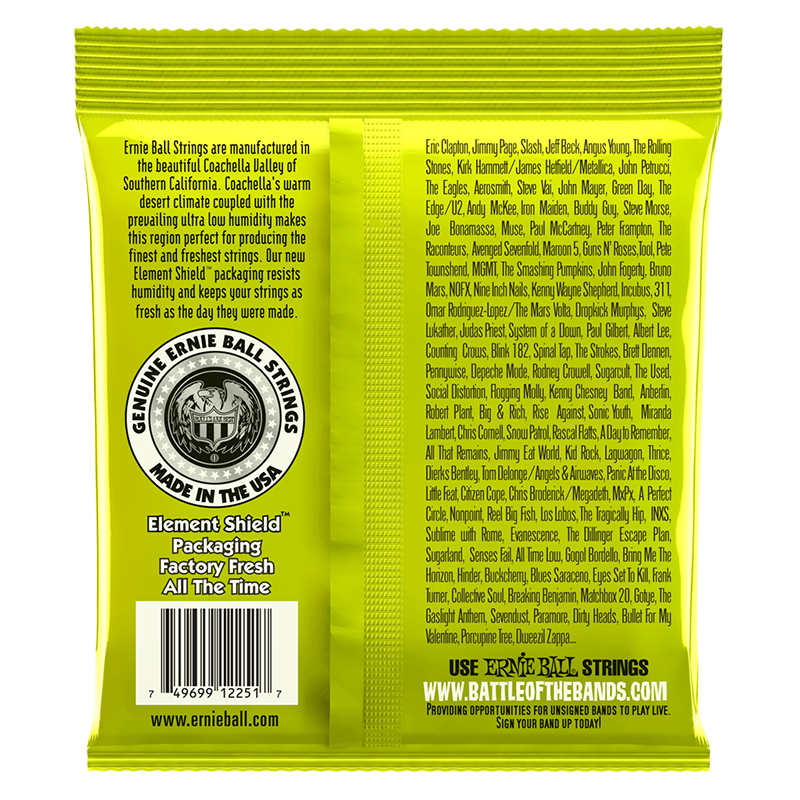 Ernie Ball Strings are manufactured in
the beautiful Coachella Valley of
Southern California. Coachella's warm
desert climate coupled with the
prevailing ultra low humidity makes
this region perfect for producing the
finest and freshest strings. Our new
Element Shield™ packaging resists
humidity and keeps your strings as
fresh as the day they were made.
GENUINE ERNIE BALL STRINGS
MADE IN THE USA
Element Shield™
Packaging
Factory Fresh
All The Time
7 49699 12251 7
www.ernieball.com
Eric Clapton, Jimmy Page, Slash, Jeff Beck, Angus Young, The Rolling
Stones, Kirk Hammett/James Hetfield/Metallica, John Petrucci,
The Eagles, Aerosmith, Steve Vai, John Mayer, Green Day, The
Edge/U2, Andy McKee, Iron Maiden, Buddy Guy, Steve Morse,
Joe Bonamassa, Muse, Paul McCartney, Peter Frampton, The
Raconteurs, Avenged Sevenfold, Maroon 5, Guns N' Roses,Tool, Pete
Townshend, MGMT, The Smashing Pumpkins, John Fogerty, Bruno
Mars, NOFX, Nine Inch Nails, Kenny Wayne Shepherd, Incubus, 311,
Omar Rodriguez-Lopez/The Mars Volta, Dropkick Murphys, Steve
Lukather, Judas Priest, System of a Down, Paul Gilbert, Albert Lee,
Counting Crows, Blink 182, Spinal Tap, The Strokes, Brett Dennen,
Pennywise, Depeche Mode, Rodney Crowell, Sugarcult, The Used,
Social Distortion, Flogging Molly, Kenny Chesney Band, Anberlin,
Robert Plant, Big & Rich, Rise Against, Sonic Youth, Miranda
Lambert, Chris Cornell, Snow Patrol, Rascal Flatts, A Day to Remember,
All That Remains, Jimmy Eat World, Kid Rock, Lagwagon, Thrice,
Dierks Bentley, Tom Delonge/Angels & Airwaves, Panic At the Disco,
Little Feat, Citizen Cope, Chris Broderick/Megadeth, MxPx, A Perfect
Circle, Nonpoint, Reel Big Fish, Los Lobos, The Tragically Hip, INXS,
Sublime with Rome, Evanescence, The Dillinger Escape Plan,
Sugarland, Senses Fail, All Time Low, Gogol Bordello, Bring Me The
Horizon, Hinder, Buckcherry, Blues Saraceno, Eyes Set To Kill, Frank
Turner, Collective Soul, Breaking Benjamin, Matchbox 20, Gotye, The
Gaslight Anthem, Sevendust, Paramore, Dirty Heads, Bullet For My
Valentine, Porcupine Tree, Dweezil Zappa...
USE ERNIE BALL STRINGS
WWW.BATTLEOFTHEBANDS.COM
PROVIDING OPPORTUNITIES FOR UNSIGNED BANDS TO PLAY LIVE.
SIGN YOUR BAND UP TODAY!